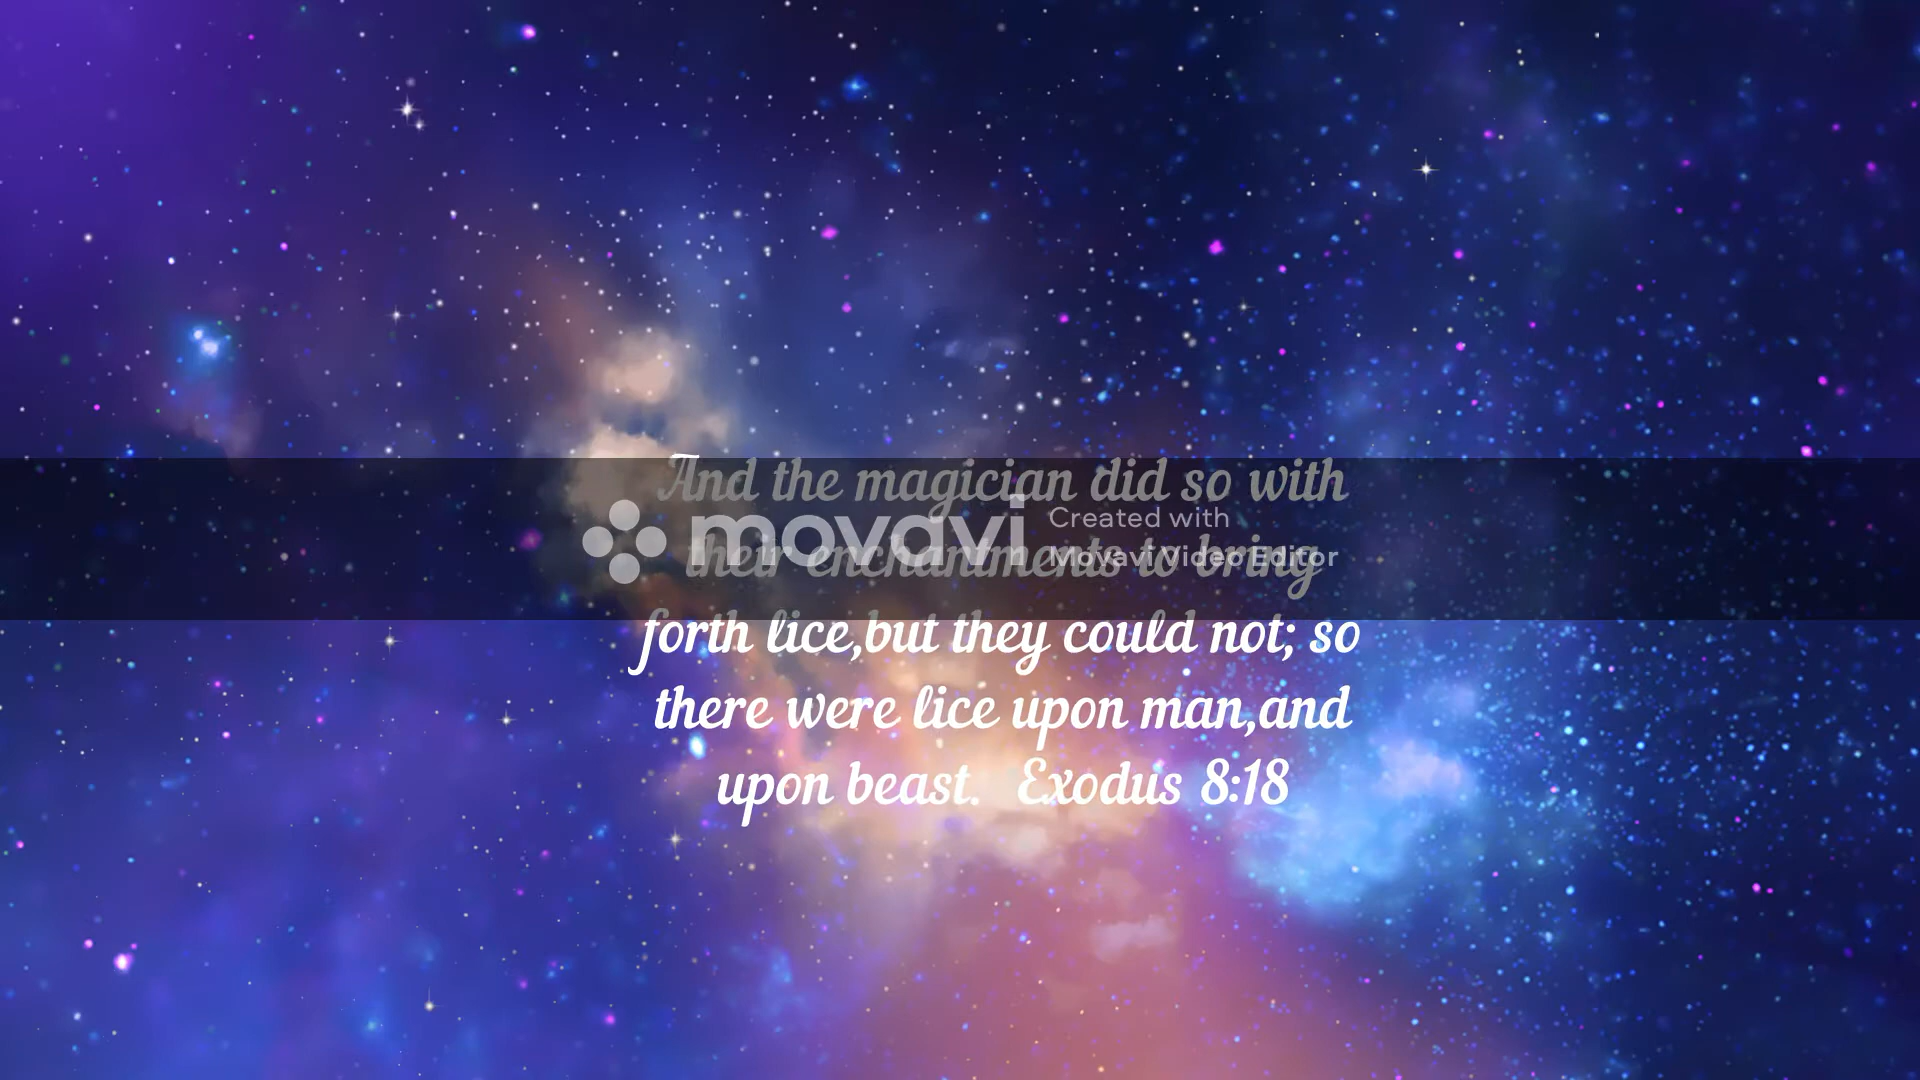 And the magician did so with
movavi
Created with
their enchantments to bring
Movavi Video Editor
forth lice,but they could not; so
there were lice upon man,and
upon beast. Exodus 8:18